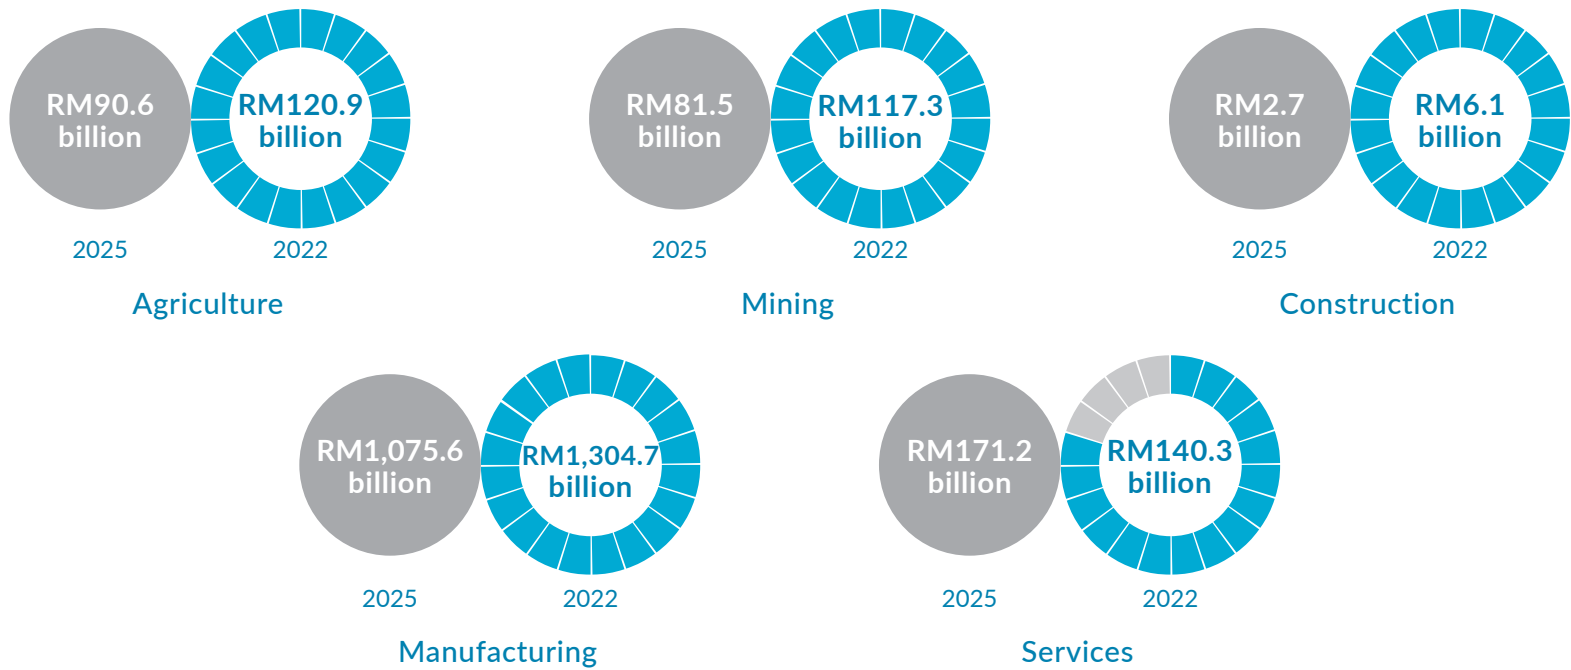 RM90.6
billion
RM120.9
billion
2025
2022
Agriculture
RM81.5
billion
RM117.3
billion
2025
2022
Mining
RM2.7
billion
RM6.1
billion
2025
2022
Construction
RM1,075.6
billion
RM1,304.7
billion
2025
2022
Manufacturing
RM171.2
billion
RM140.3
billion
2025
2022
Services